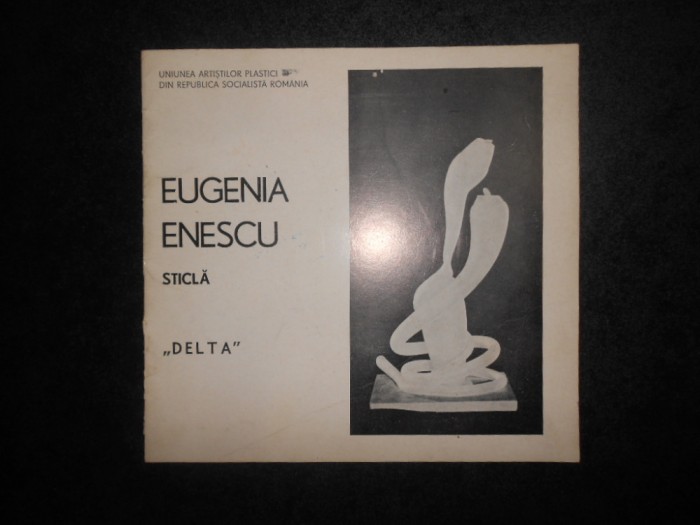 UNIUNEA ARTIȘTILOR PLASTICI
DIN REPUBLICA SOCIALISTĂ ROMÂNIA
EUGENIA
ENESCU
STICLĂ
„DELTA”